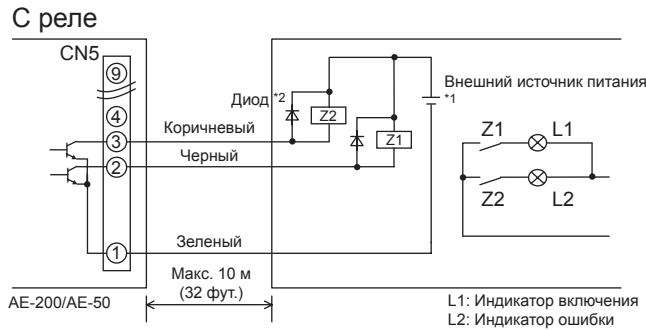 С реле
CN5
9
4
3
2
1
Диод *2
Z2
Z1
Внешний источник питания
*1
Коричневый
Черный
Зеленый
Z1
L1
Z2
L2
Макс. 10 м
(32 фут.)
AE-200/AE-50
L1: Индикатор включения
L2: Индикатор ошибки